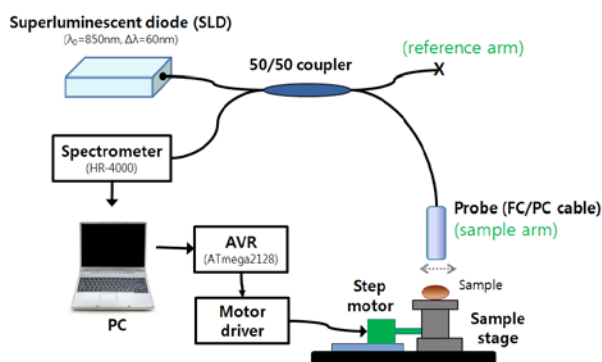 Superluminescent diode (SLD)
(λ₀=850nm, Δλ=60nm)
50/50 coupler
(reference arm)
X
Spectrometer
(HR-4000)
Probe (FC/PC cable)
(sample arm)
AVR
(ATmega2128)
Sample
Step
motor
Motor
driver
PC
Sample
stage